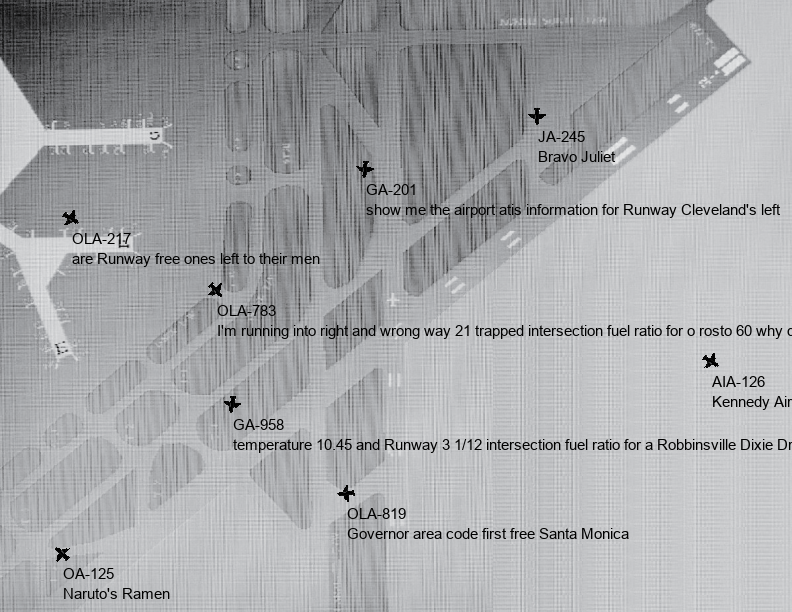 JA-245
Bravo Juliet
GA-201
show me the airport atis information for Runway Cleveland's left
OLA-217
are Runway free ones left to their men
OLA-783
I'm running into right and wrong way 21 trapped intersection fuel ratio for o rosto 60 why
AIA-126
Kennedy Air
GA-958
temperature 10.45 and Runway 3 1/12 intersection fuel ratio for a Robbinsville Dixie
OLA-819
Governor area code first free Santa Monica
OA-125
Naruto's Ramen